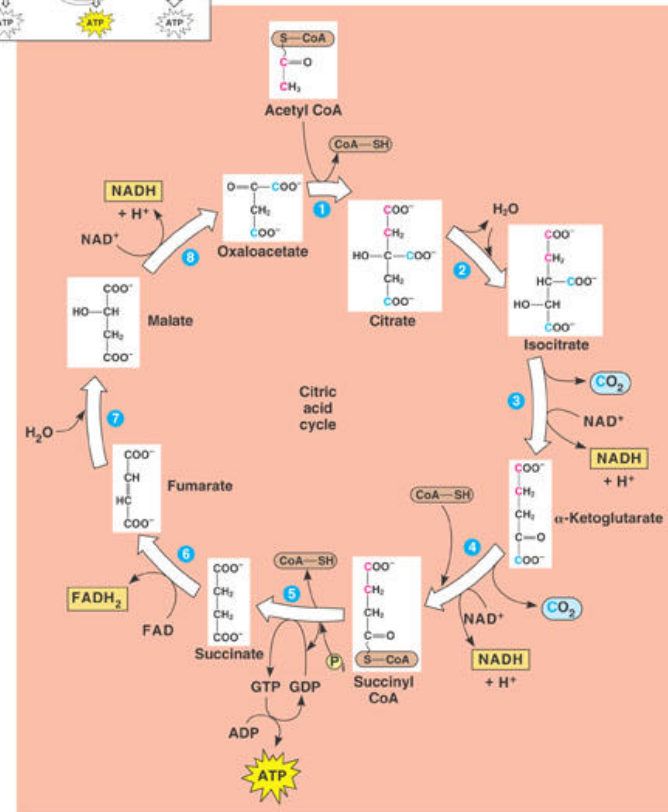 ATP
ATP
ATP
S—CoA
C=O
CH₃
Acetyl CoA
CoA—SH
NADH
+ H⁺
NAD⁺
8
O=C—COO⁻
CH₂
COO⁻
Oxaloacetate
1
COO⁻
CH₂
HO—C—COO⁻
CH₂
COO⁻
Citrate
H₂O
2
COO⁻
CH₂
HC—COO⁻
HO—CH
COO⁻
Isocitrate
COO⁻
HO—CH
CH₂
COO⁻
Malate
Citric
acid
cycle
3
CO₂
NAD⁺
NADH
+ H⁺
H₂O
7
COO⁻
CH
HC
COO⁻
Fumarate
COO⁻
CH₂
CH₂
C=O
COO⁻
α-Ketoglutarate
CoA—SH
4
CO₂
NAD⁺
NADH
+ H⁺
6
FADH₂
FAD
COO⁻
CH₂
CH₂
COO⁻
Succinate
CoA—SH
5
Pi
COO⁻
CH₂
CH₂
C=O
S—CoA
Succinyl
CoA
GTP GDP
ADP
ATP